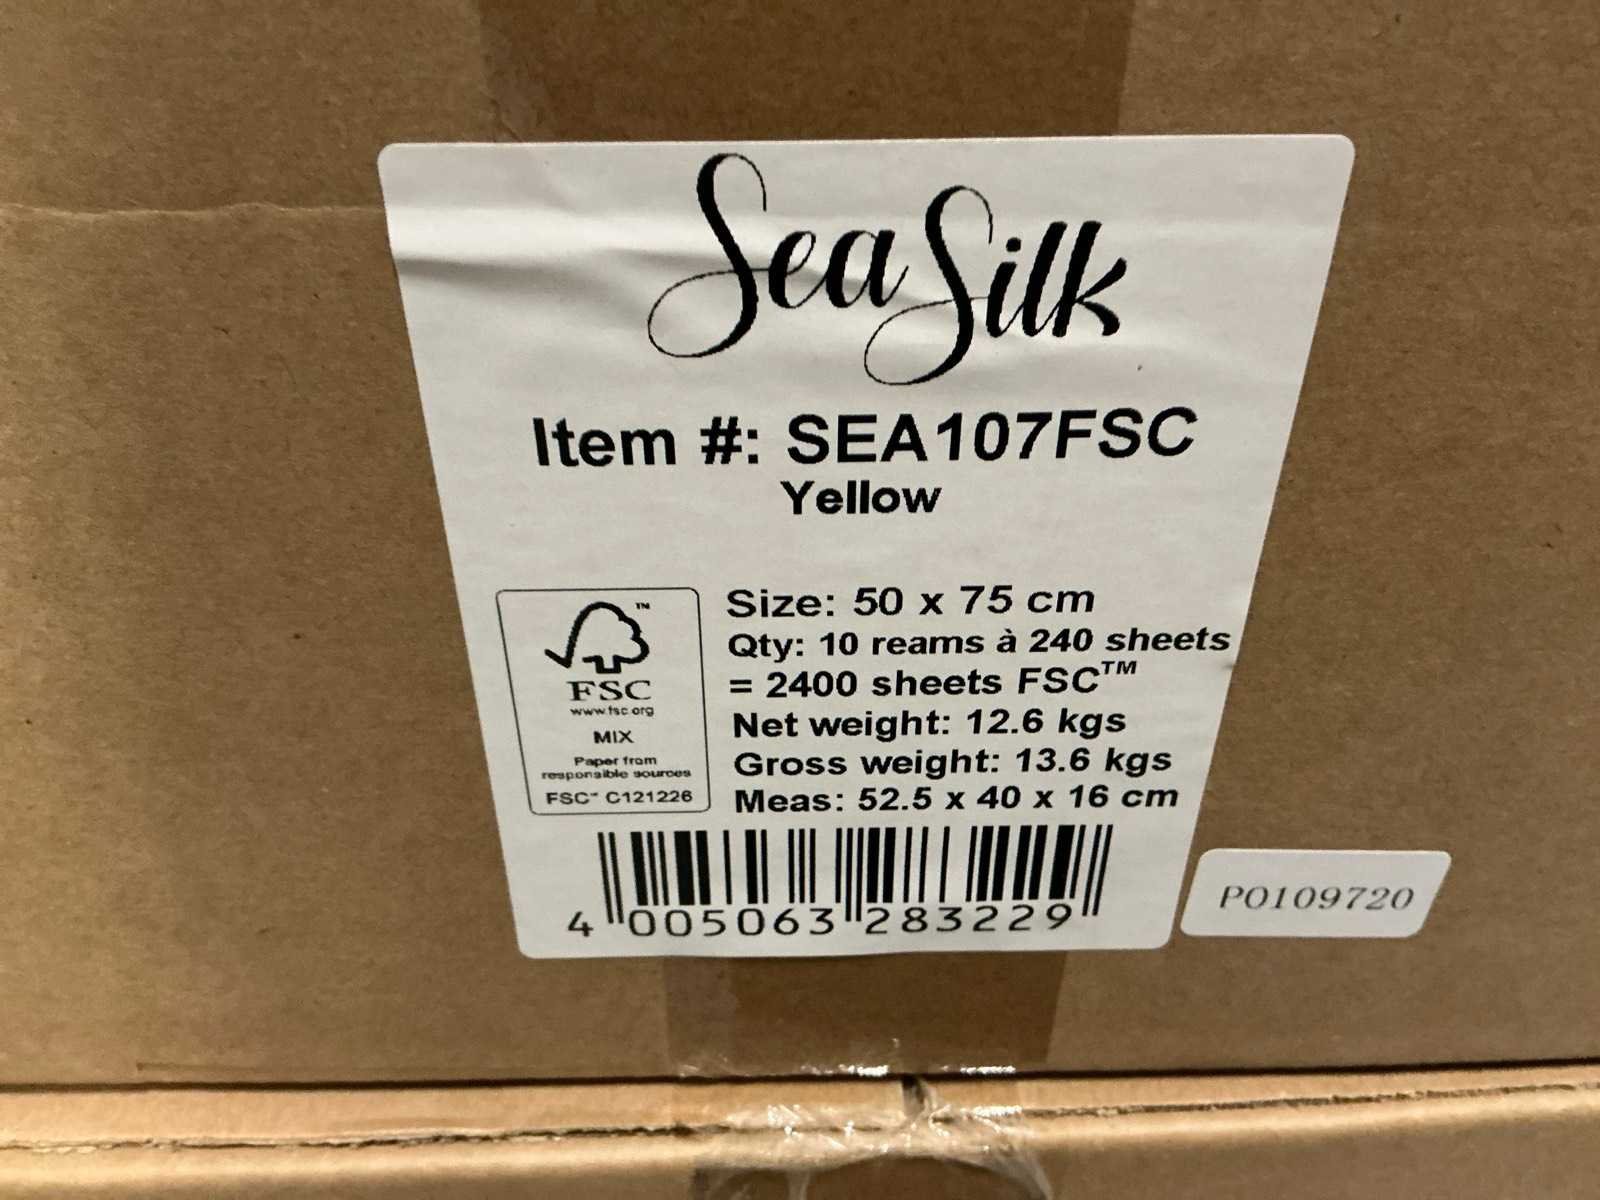 Sea Silk
Item #: SEA107FSC
Yellow
Size: 50 x 75 cm
Qty: 10 reams à 240 sheets
= 2400 sheets FSC™
Net weight: 12.6 kgs
Gross weight: 13.6 kgs
Meas: 52.5 x 40 x 16 cm
™
FSC
www.fsc.org
MIX
Paper from
responsible sources
FSC™ C121226
4 005063 283229
PO109720